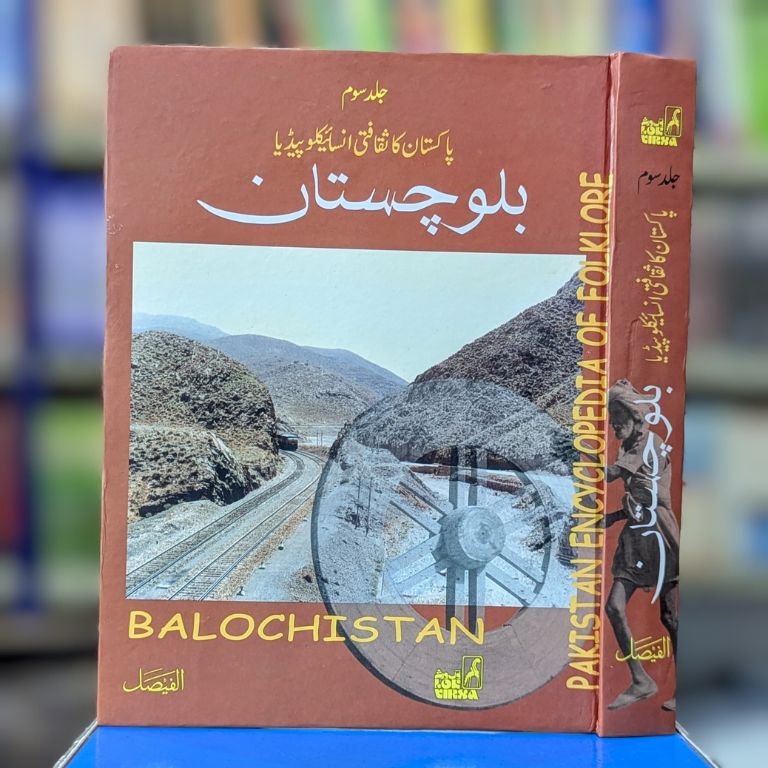 جلد سوم
پاکستان کا ثقافتی انسائیکلوپیڈیا
بلوچستان
BALOCHISTAN
الفیصل
LOK VIRSA
PAKISTAN ENCYCLOPEDIA OF FOLKLORE
LOK VIRSA
جلد سوم
پاکستان کا ثقافتی انسائیکلوپیڈیا
بلوچستان
الفیصل